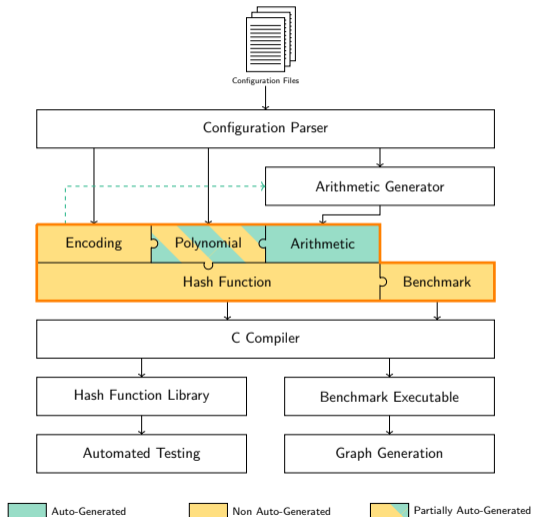 Configuration Files
Configuration Parser
Arithmetic Generator
Encoding Polynomial Arithmetic
Hash Function Benchmark
C Compiler
Hash Function Library Benchmark Executable
Automated Testing Graph Generation
Auto-Generated Non Auto-Generated Partially Auto-Generated